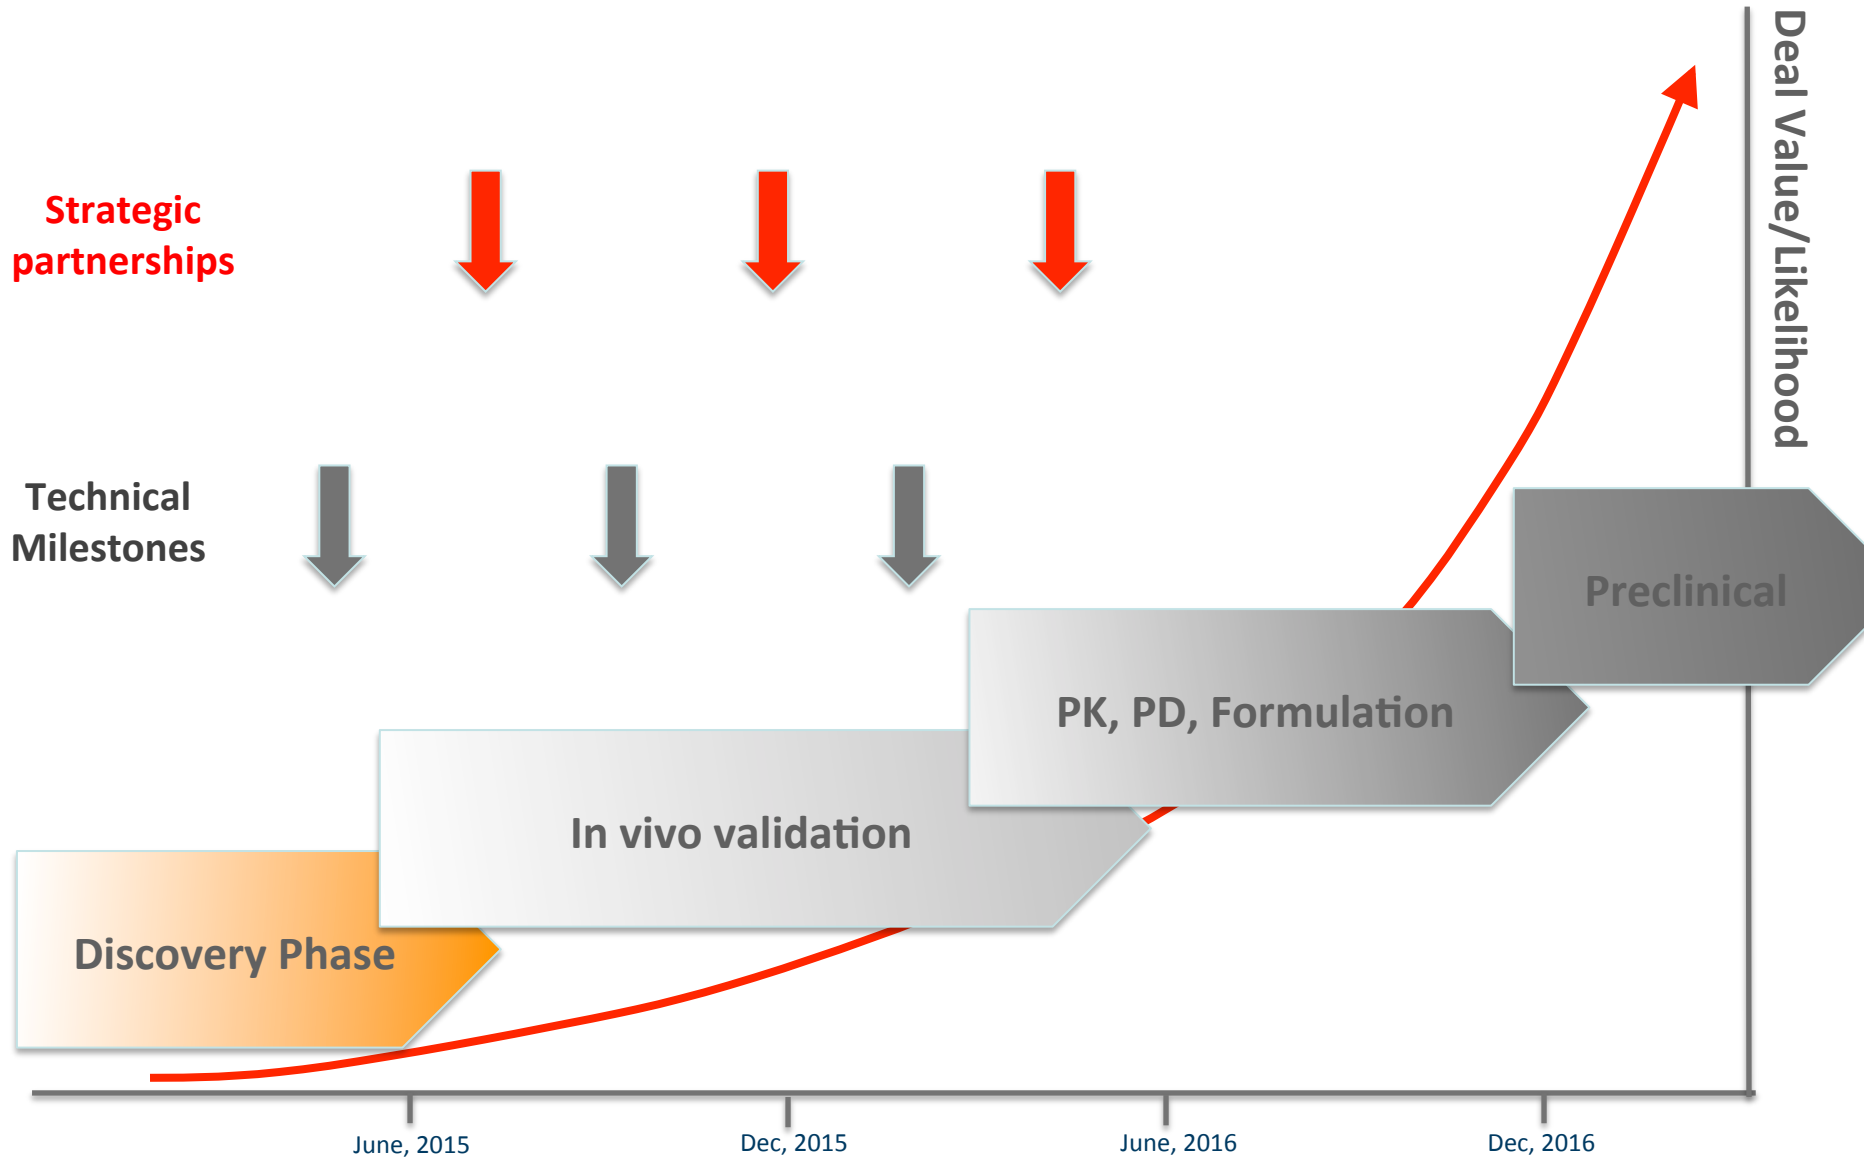 Deal Value/Likelihood
Strategic
partnerships
Technical
Milestones
Preclinical
PK, PD, Formulation
In vivo validation
Discovery Phase
June, 2015
Dec, 2015
June, 2016
Dec, 2016